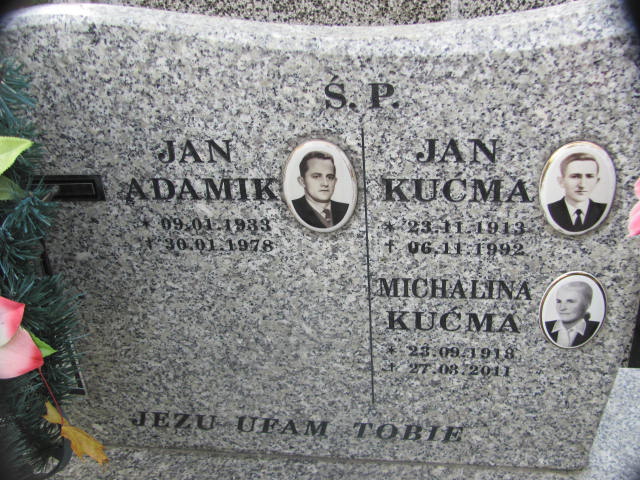 Ś. P.
JAN
ADAMIK
* 09.01.1933
† 30.01.1978
JAN
KUĆMA
* 23.11.1913
† 06.11.1992
MICHALINA
KUĆMA
* 23.09.1918
† 27.03.2011
JEZU UFAM TOBIE